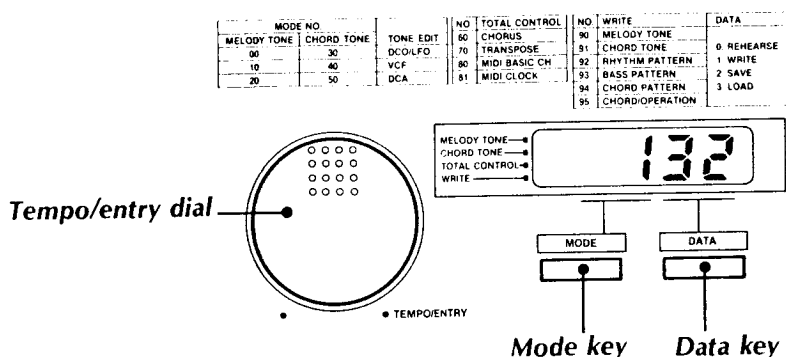 MODE NO.
MELODY TONE CHORD TONE TONE EDIT
00 30 DCO/LFO
10 40 VCF
20 50 DCA
NO TOTAL CONTROL
60 CHORUS
70 TRANSPOSE
80 MIDI BASIC CH
81 MIDI CLOCK
NO. WRITE DATA
90 MELODY TONE
91 CHORD TONE 0. REHEARSE
92 RHYTHM PATTERN 1 WRITE
93 BASS PATTERN 2 SAVE
94 CHORD PATTERN 3 LOAD
95 CHORD/OPERATION
MELODY TONE
CHORD TONE
TOTAL CONTROL
WRITE
132
Tempo/entry dial
MODE DATA
TEMPO/ENTRY
Mode key Data key